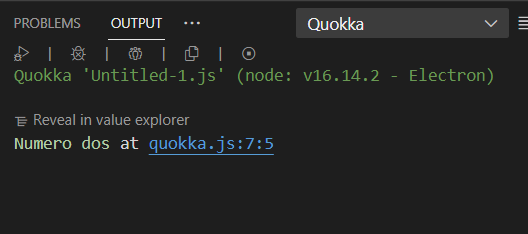 PROBLEMS OUTPUT ··· Quokka
Quokka 'Untitled-1.js' (node: v16.14.2 - Electron)
Reveal in value explorer
Numero dos at quokka.js:7:5